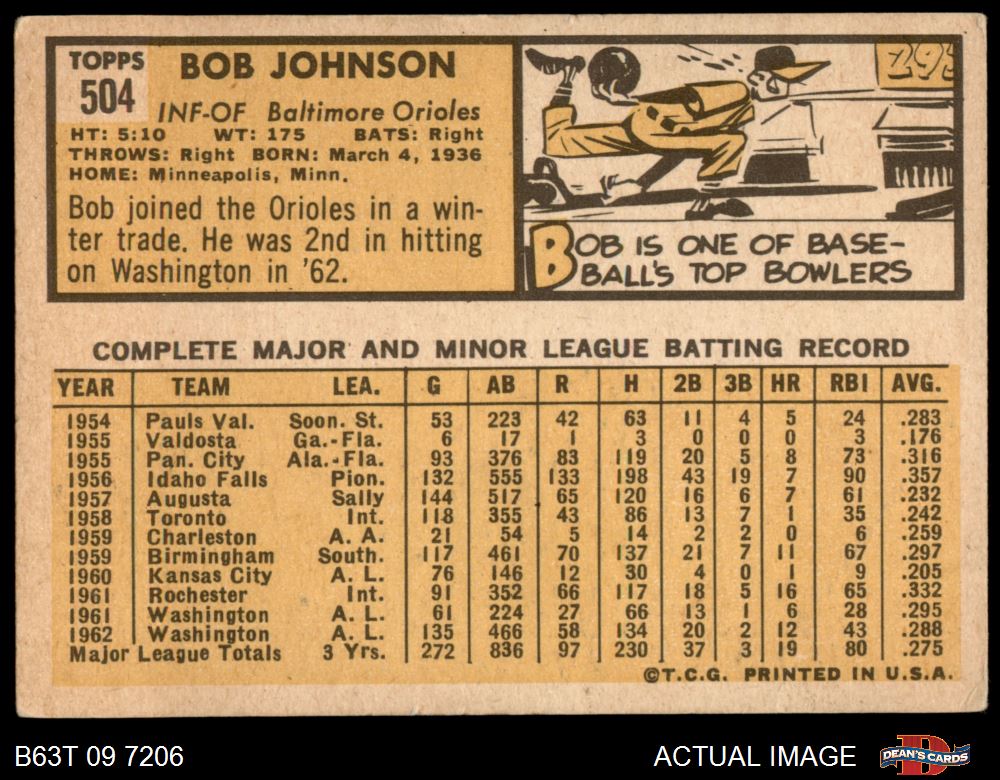 TOPPS
504
BOB JOHNSON
INF-OF Baltimore Orioles
HT: 5:10 WT: 175 BATS: Right
THROWS: Right BORN: March 4, 1936
HOME: Minneapolis, Minn.
Bob joined the Orioles in a win-
ter trade. He was 2nd in hitting
on Washington in '62.
BOB IS ONE OF BASE-
BALL'S TOP BOWLERS
COMPLETE MAJOR AND MINOR LEAGUE BATTING RECORD
YEAR TEAM LEA. G AB R H 2B 3B HR RBI AVG.
1954 Pauls Val. Soon. St. 53 223 42 63 11 4 5 24 .283
1955 Valdosta Ga.-Fla. 6 17 1 3 0 0 0 3 .176
1955 Pan. City Ala.-Fla. 93 376 83 119 20 5 8 73 .316
1956 Idaho Falls Pion. 132 555 133 198 43 19 7 90 .357
1957 Augusta Sally 144 517 65 120 16 6 7 61 .232
1958 Toronto Int. 118 355 43 86 13 7 1 35 .242
1959 Charleston A. A. 21 54 5 14 2 2 0 6 .259
1959 Birmingham South. 117 461 70 137 21 7 11 67 .297
1960 Kansas City A. L. 76 146 12 30 4 0 1 9 .205
1961 Rochester Int. 91 352 66 117 18 5 16 65 .332
1961 Washington A. L. 61 224 27 66 13 1 6 28 .295
1962 Washington A. L. 135 466 58 134 20 2 12 43 .288
Major League Totals 3 Yrs. 272 836 97 230 37 3 19 80 .275
©T.C.G. PRINTED IN U.S.A.
B63T 09 7206
ACTUAL IMAGE
DEAN'S CARDS